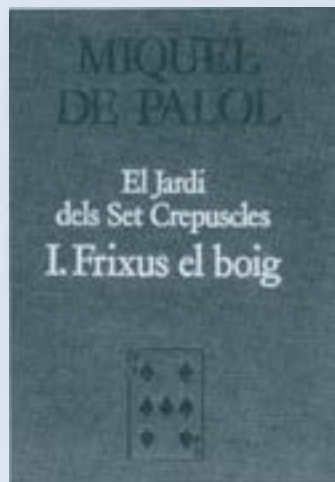 MIQUEL
DE PALOL
El Jardí
dels Set Crepuscles
I. Frixus el boig